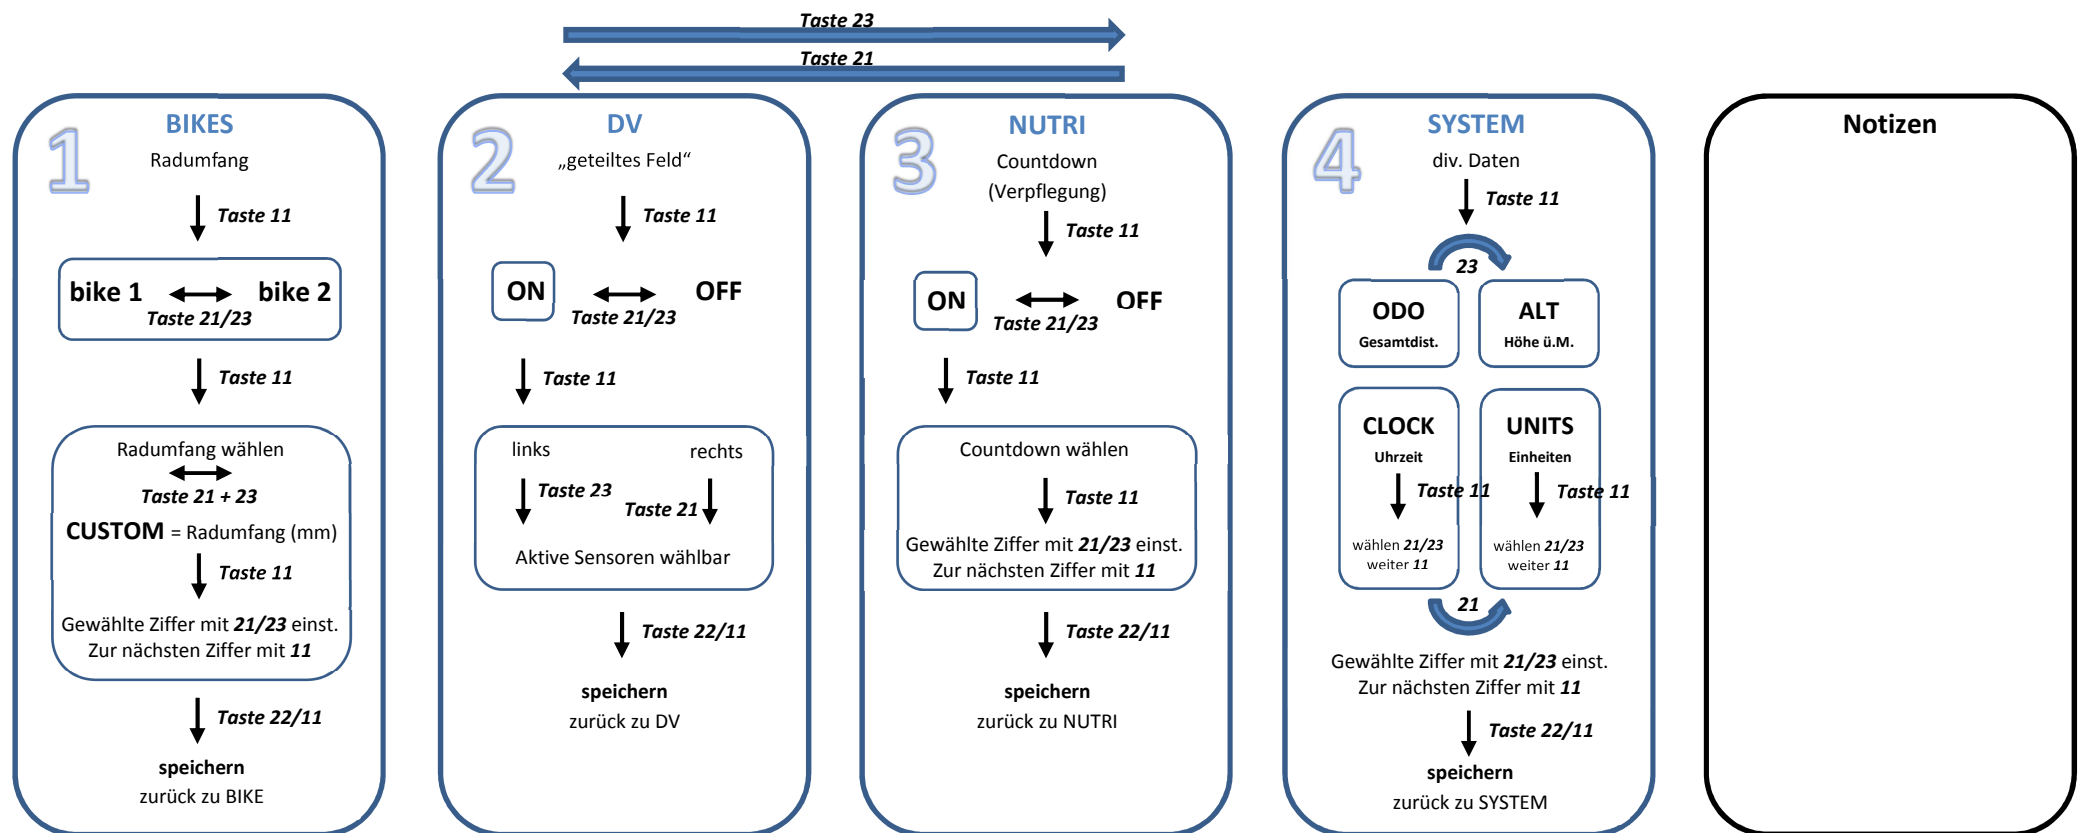 Taste 23
Taste 21
1
BIKES
Radumfang
Taste 11
bike 1 bike 2
Taste 21/23
Taste 11
Radumfang wählen
Taste 21 + 23
CUSTOM = Radumfang (mm)
Taste 11
Gewählte Ziffer mit 21/23 einst.
Zur nächsten Ziffer mit 11
Taste 22/11
speichern
zurück zu BIKE
2
DV
„geteiltes Feld“
Taste 11
ON OFF
Taste 21/23
Taste 11
links rechts
Taste 23
Taste 21
Aktive Sensoren wählbar
Taste 22/11
speichern
zurück zu DV
3
NUTRI
Countdown
(Verpflegung)
Taste 11
ON OFF
Taste 21/23
Taste 11
Countdown wählen
Taste 11
Gewählte Ziffer mit 21/23 einst.
Zur nächsten Ziffer mit 11
Taste 22/11
speichern
zurück zu NUTRI
4
SYSTEM
div. Daten
Taste 11
23
ODO
Gesamtdist.
ALT
Höhe ü.M.
CLOCK
Uhrzeit
Taste 11
wählen 21/23
weiter 11
UNITS
Einheiten
Taste 11
wählen 21/23
weiter 11
21
Gewählte Ziffer mit 21/23 einst.
Zur nächsten Ziffer mit 11
Taste 22/11
speichern
zurück zu SYSTEM
Notizen